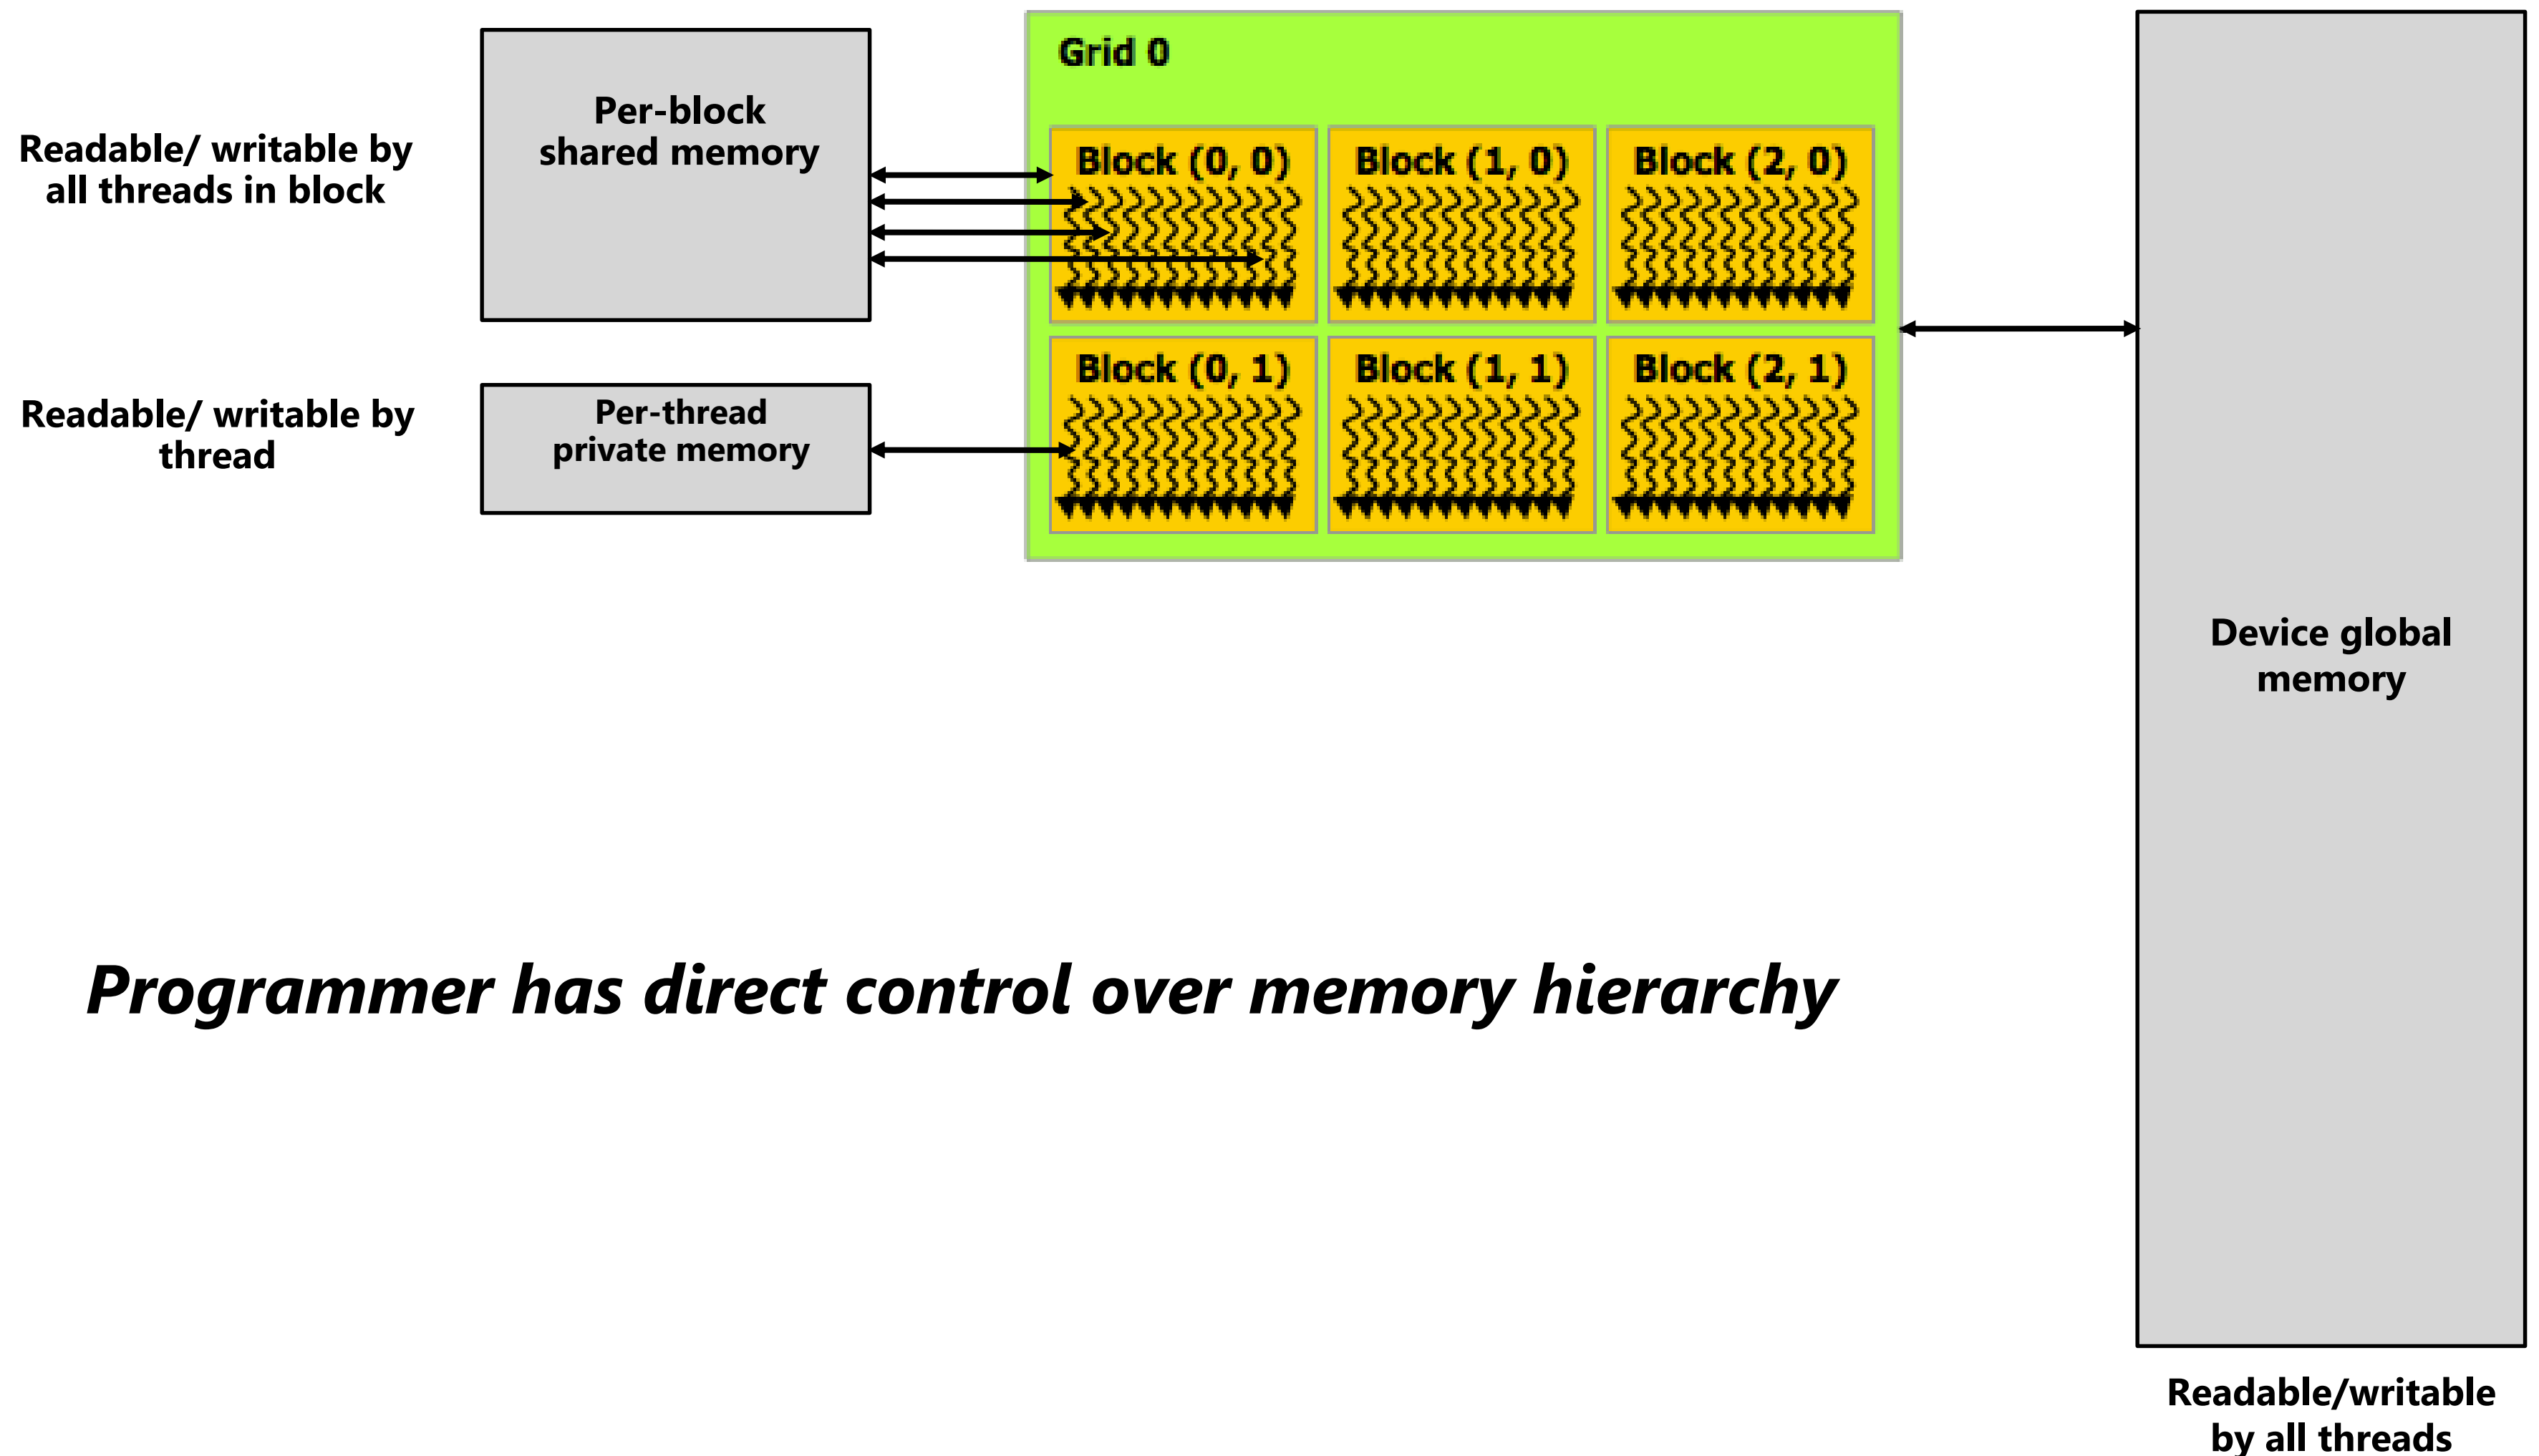 Readable/ writable by
all threads in block
Per-block
shared memory
Grid 0
Block (0, 0)
Block (1, 0)
Block (2, 0)
Readable/ writable by
thread
Per-thread
private memory
Block (0, 1)
Block (1, 1)
Block (2, 1)
Device global
memory
Programmer has direct control over memory hierarchy
Readable/writable
by all threads